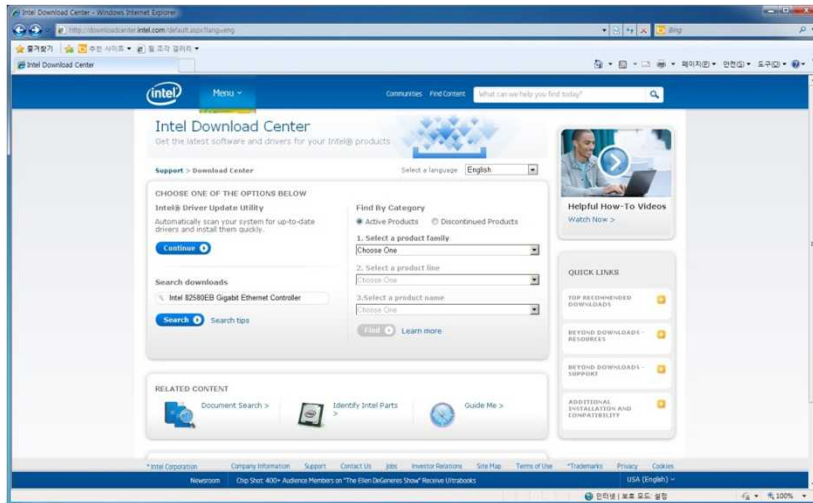 Intel Download Center - Windows Internet Explorer
http://downloadcenter.intel.com/default.aspx?lang=eng
Bing
즐겨찾기 추천 사이트 웹 조각 갤러리
Intel Download Center
페이지(P) 안전(S) 도구(O)
intel Menu Communities Find Content What can we help you find today?
Intel Download Center
Get the latest software and drivers for your Intel® products
Support > Download Center Select a language English
CHOOSE ONE OF THE OPTIONS BELOW
Intel® Driver Update Utility
Automatically scan your system for up-to-date
drivers and install them quickly.
Continue
Search downloads
Intel 82580EB Gigabit Ethernet Controller
Search Search tips
Find By Category
Active Products Discontinued Products
1. Select a product family
Choose One
2. Select a product line
Choose One
3.Select a product name
Choose One
Find Learn more
Helpful How-To Videos
Watch Now >
QUICK LINKS
TOP RECOMMENDED
DOWNLOADS
BEYOND DOWNLOADS -
RESOURCES
BEYOND DOWNLOADS -
SUPPORT
ADDITIONAL
INSTALLATION AND
COMPATIBILITY
RELATED CONTENT
Document Search >
Identify Intel Parts
>
Guide Me >
* Intel Corporation Company Information Support Contact Us Jobs Investor Relations Site Map Terms of Use *Trademarks Privacy Cookies
Newsroom Chip Shot: 400+ Audience Members on "The Ellen DeGeneres Show" Receive Ultrabooks USA (English)
인터넷 | 보호 모드: 설정 100%